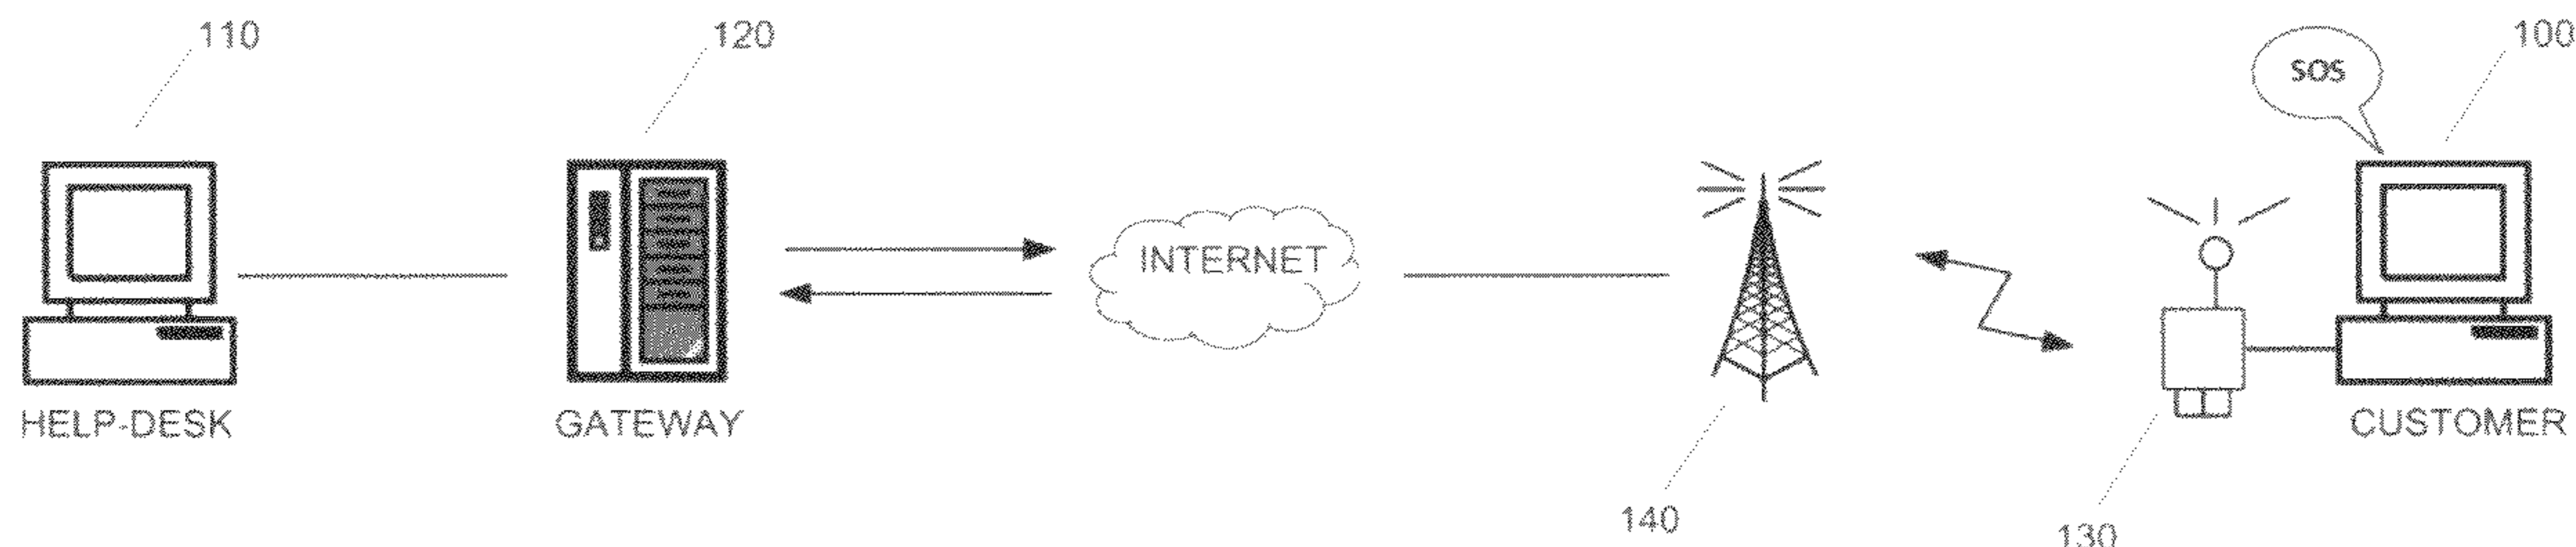 110
120
100
SOS
INTERNET
HELP-DESK
GATEWAY
CUSTOMER
140
130